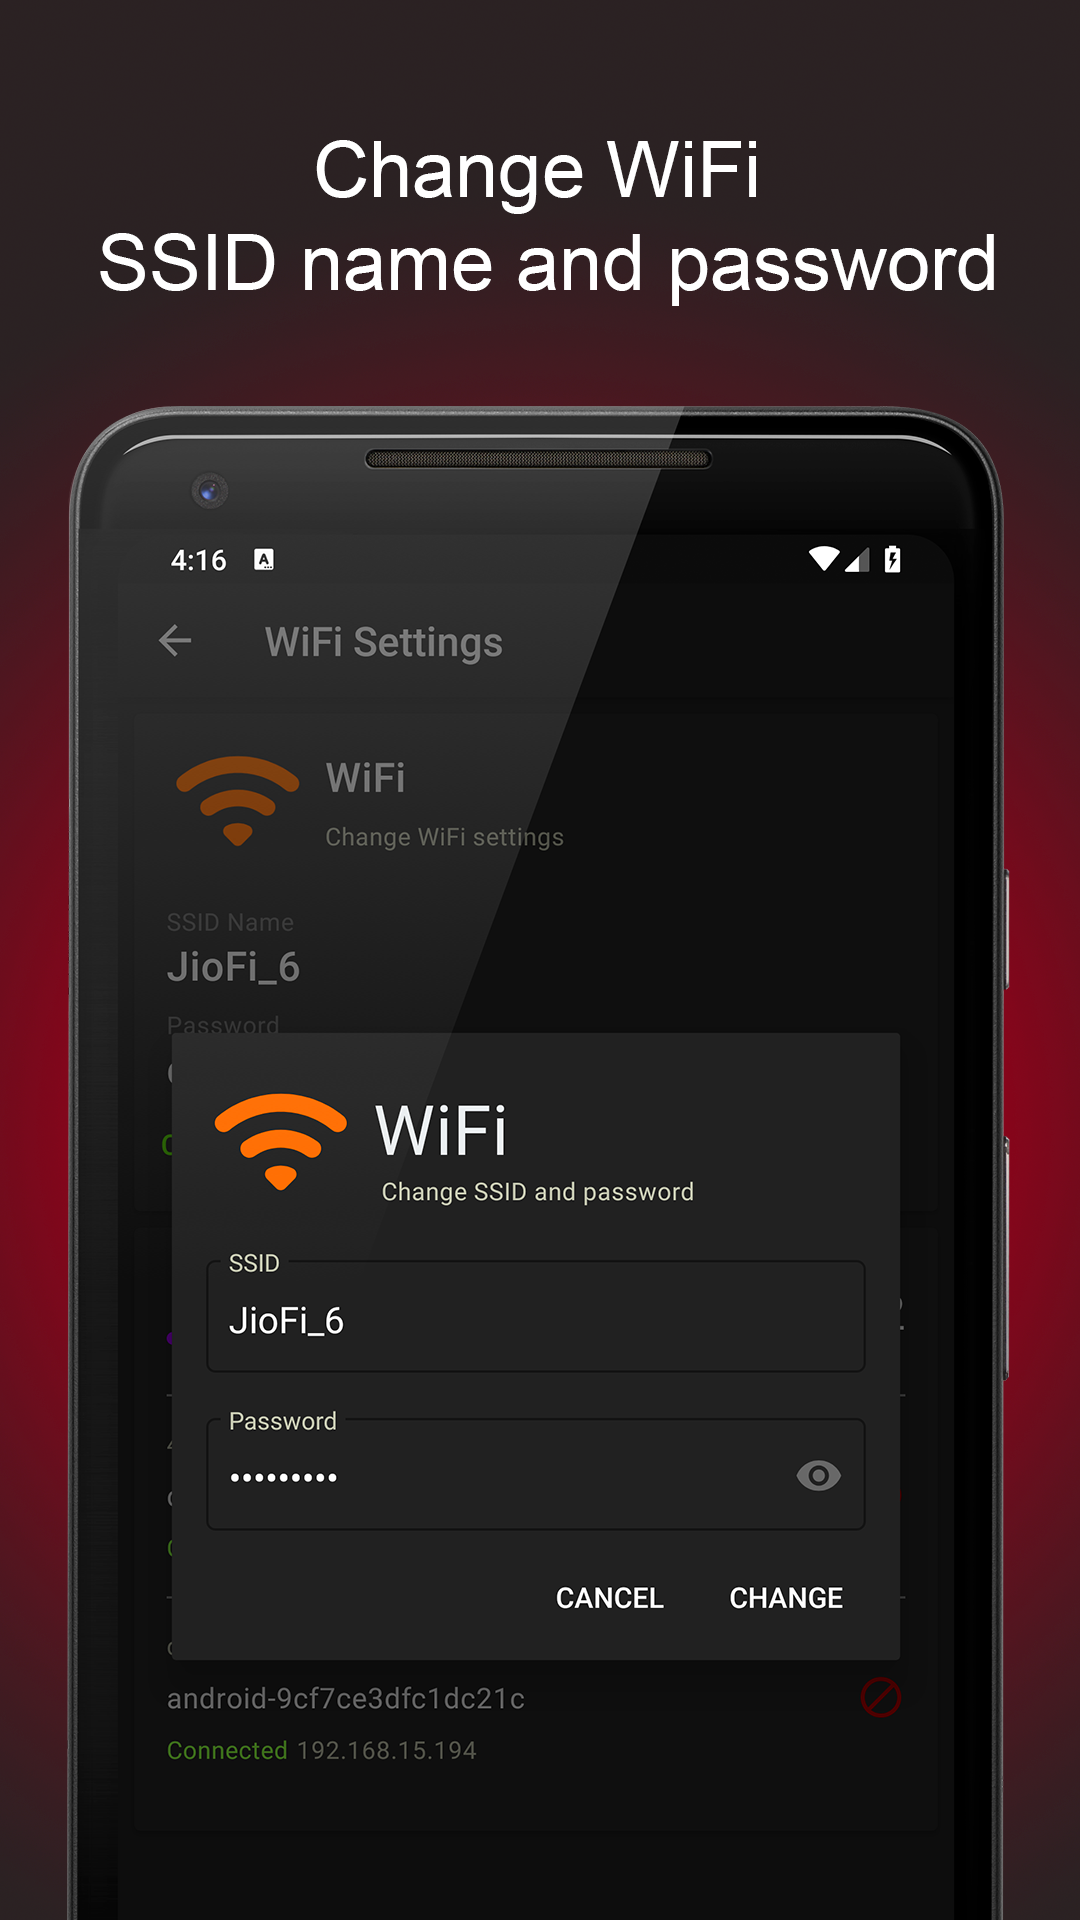 Change WiFi
SSID name and password
4:16
WiFi Settings
WiFi
Change WiFi settings
SSID Name
JioFi_6
Password
WiFi
Change SSID and password
SSID
JioFi_6
Password
•••••••••
CANCEL CHANGE
android-9cf7ce3dfc1dc21c
Connected 192.168.15.194